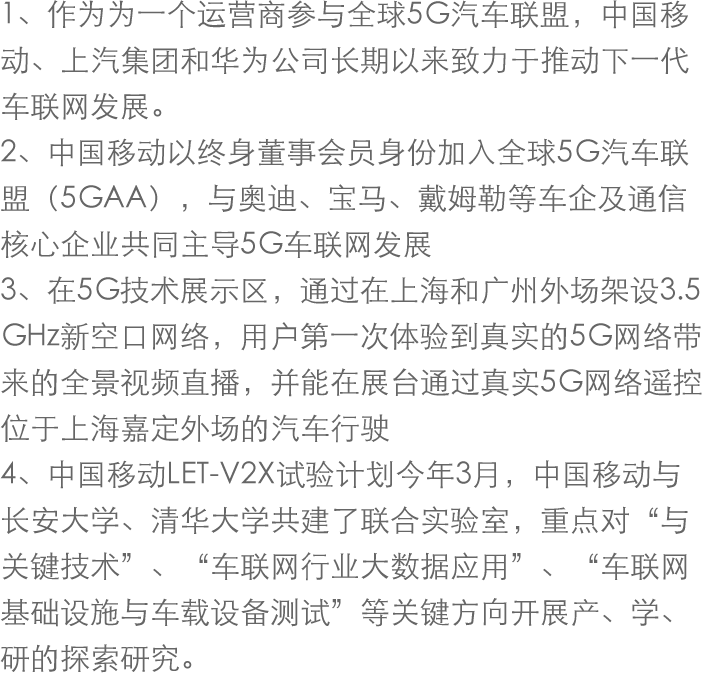 1、作为为一个运营商参与全球5G汽车联盟，中国移
动、上汽集团和华为公司长期以来致力于推动下一代
车联网发展。
2、中国移动以终身董事会员身份加入全球5G汽车联
盟（5GAA），与奥迪、宝马、戴姆勒等车企及通信
核心企业共同主导5G车联网发展
3、在5G技术展示区，通过在上海和广州外场架设3.5
GHz新空口网络，用户第一次体验到真实的5G网络带
来的全景视频直播，并能在展台通过真实5G网络遥控
位于上海嘉定外场的汽车行驶
4、中国移动LET-V2X试验计划今年3月，中国移动与
长安大学、清华大学共建了联合实验室，重点对“与
关键技术”、“车联网行业大数据应用”、“车联网
基础设施与车载设备测试”等关键方向开展产、学、
研的探索研究。